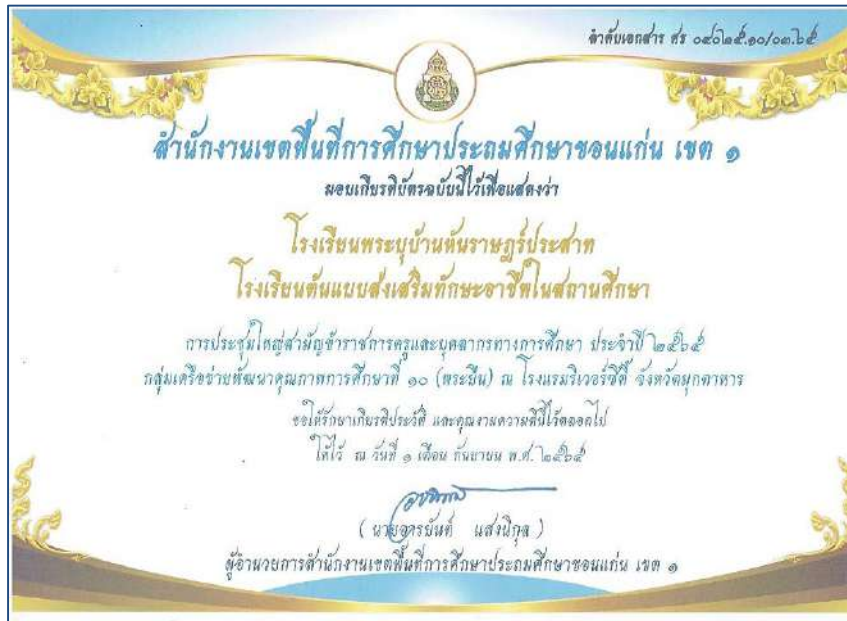 ลำดับเอกสาร ศธ ๐๔๐๒๕.๑๐/๐๓.๖๕
สำนักงานเขตพื้นที่การศึกษาประถมศึกษาขอนแก่น เขต ๑
มอบเกียรติบัตรฉบับนี้ไว้เพื่อแสดงว่า
โรงเรียนพระบุบ้านหันราษฎร์ประสาท
โรงเรียนต้นแบบส่งเสริมทักษะอาชีพในสถานศึกษา
การประชุมใหญ่สามัญข้าราชการครูและบุคลากรทางการศึกษา ประจำปี ๒๕๖๕
กลุ่มเครือข่ายพัฒนาคุณภาพการศึกษาที่ ๑๐ (พระยืน) ณ โรงแรมริเวอร์ซิตี้ จังหวัดมุกดาหาร
ขอให้รักษาเกียรติประวัติ และคุณงามความดีนี้ไว้ตลอดไป
ให้ไว้ ณ วันที่ ๑ เดือน กันยายน พ.ศ. ๒๕๖๕
( นายอารยันต์ แสงนิกุล )
ผู้อำนวยการสำนักงานเขตพื้นที่การศึกษาประถมศึกษาขอนแก่น เขต ๑